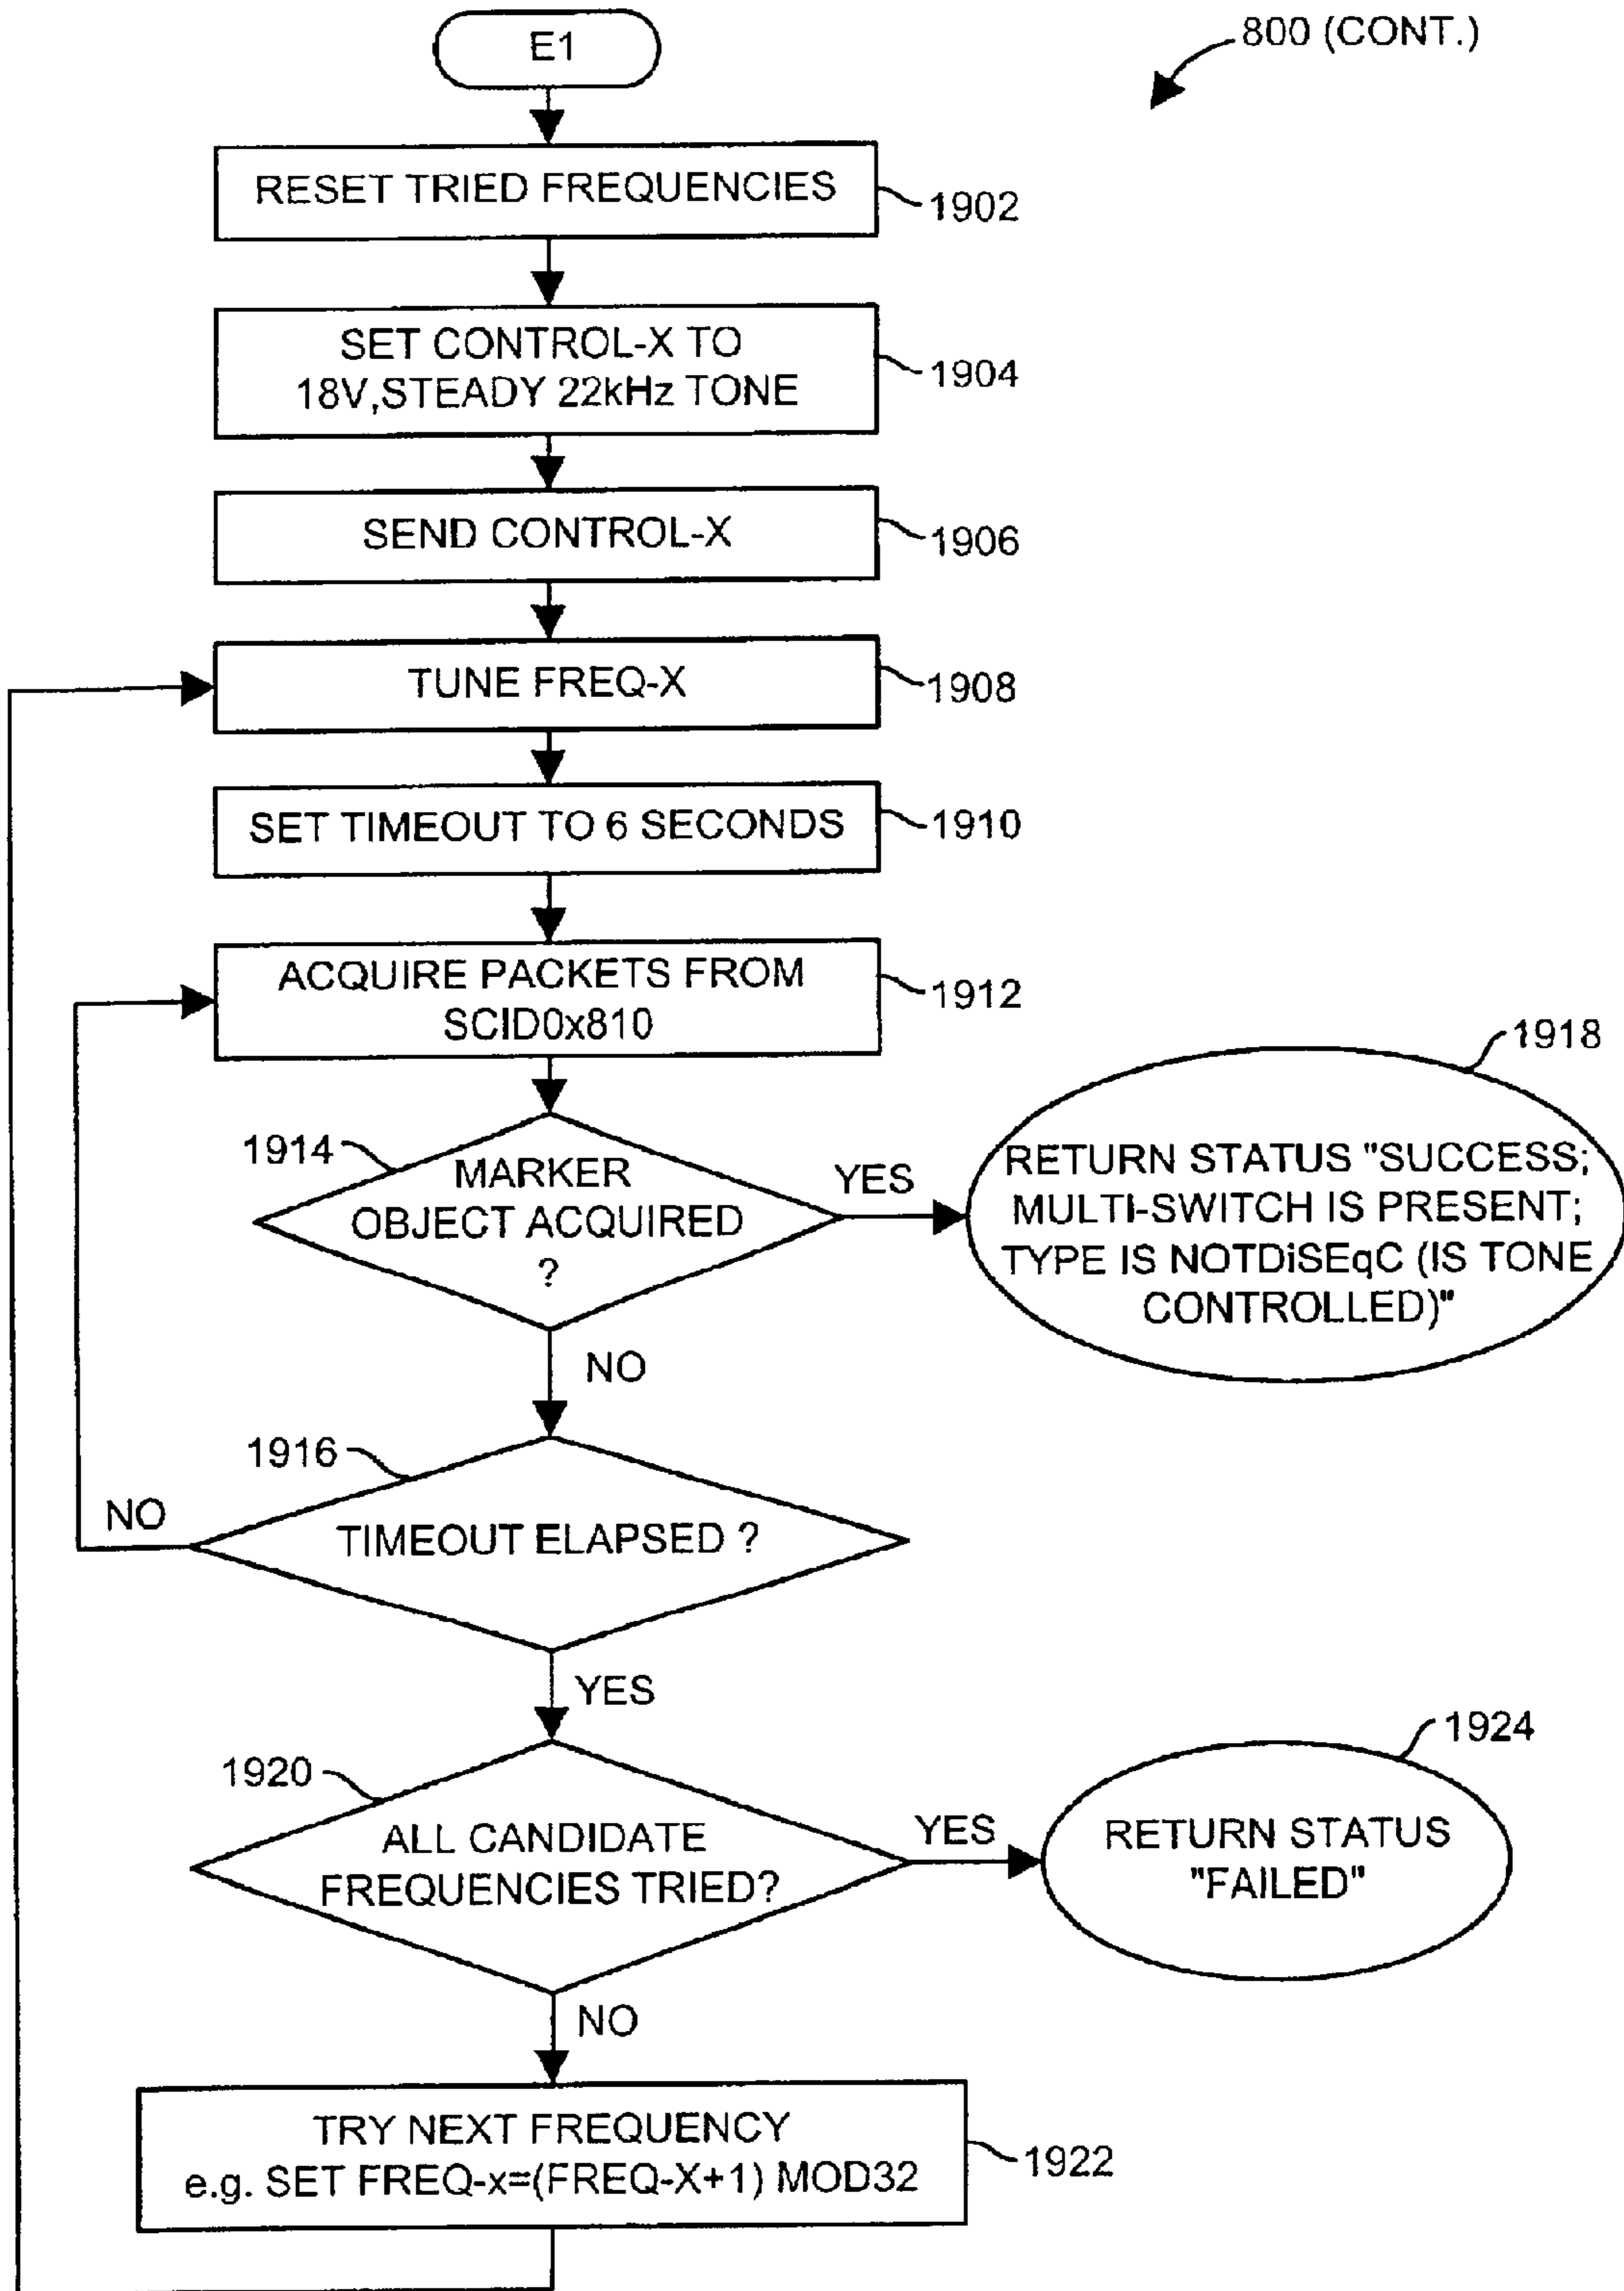 E1
800 (CONT.)
RESET TRIED FREQUENCIES
1902
SET CONTROL-X TO
18V,STEADY 22kHz TONE
1904
SEND CONTROL-X
1906
TUNE FREQ-X
1908
SET TIMEOUT TO 6 SECONDS
1910
ACQUIRE PACKETS FROM
SCID0x810
1912
1914
MARKER
OBJECT ACQUIRED
?
YES
1918
RETURN STATUS "SUCCESS;
MULTI-SWITCH IS PRESENT;
TYPE IS NOTDiSEqC (IS TONE
CONTROLLED)"
NO
1916
NO
TIMEOUT ELAPSED ?
YES
1920
ALL CANDIDATE
FREQUENCIES TRIED?
YES
1924
RETURN STATUS
"FAILED"
NO
TRY NEXT FREQUENCY
e.g. SET FREQ-x=(FREQ-X+1) MOD32
1922